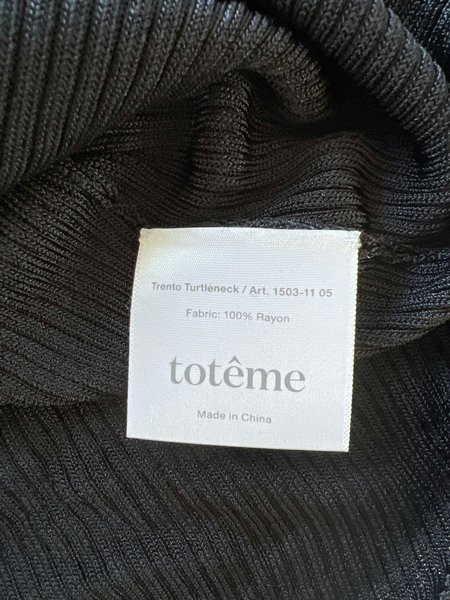 Trento Turtleneck / Art. 1503-11 05
Fabric: 100% Rayon
totême
Made in China